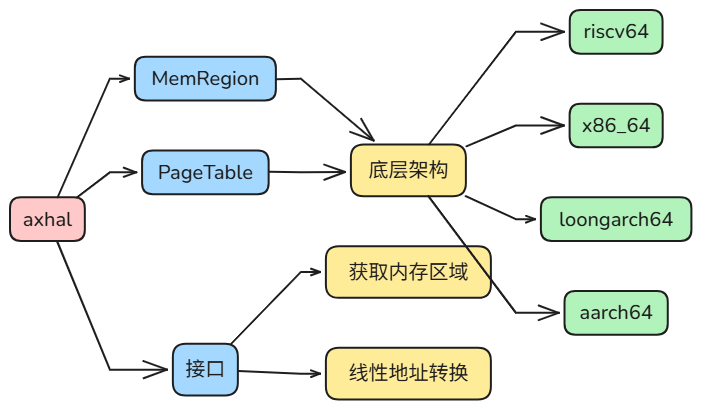 riscv64
MemRegion
x86_64
PageTable
底层架构
axhal
loongarch64
获取内存区域
aarch64
接口
线性地址转换